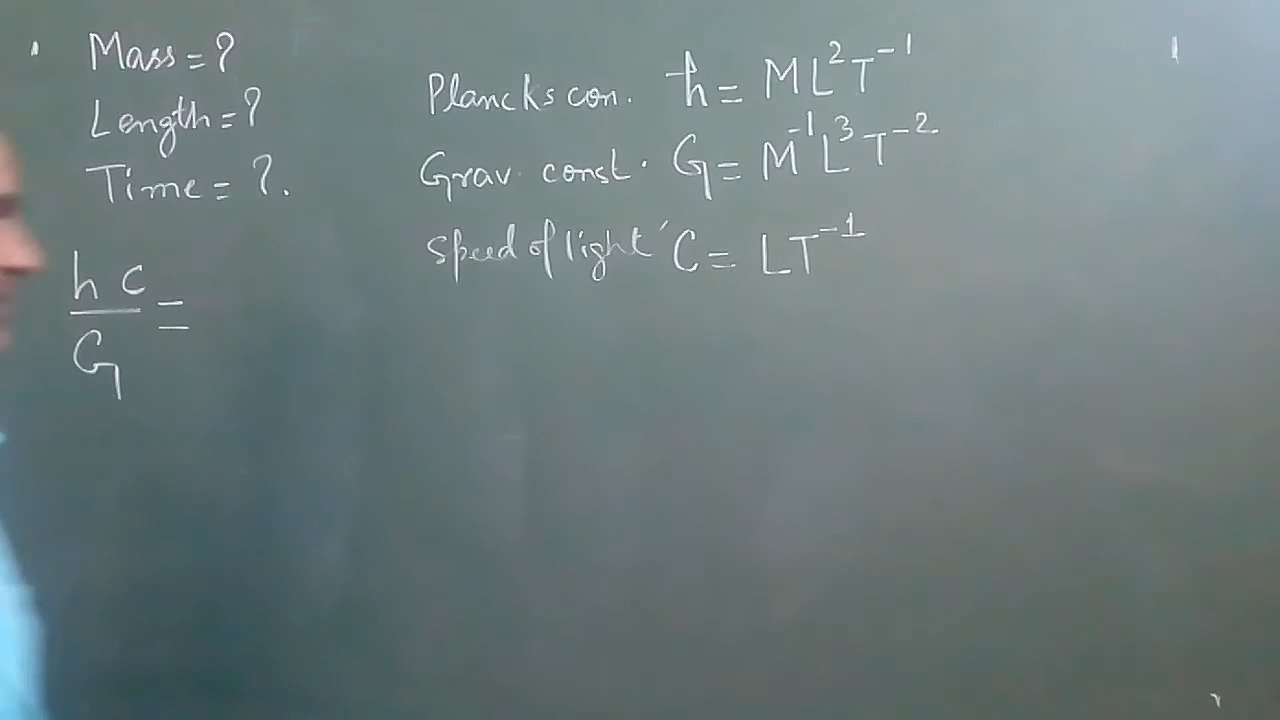 Mass = ?
Length = ?
Time = ?.
Plancks con. ħ = ML²T⁻¹
Grav. const. G = M⁻¹L³T⁻²
Speed of light C = LT⁻¹
h c
G
=